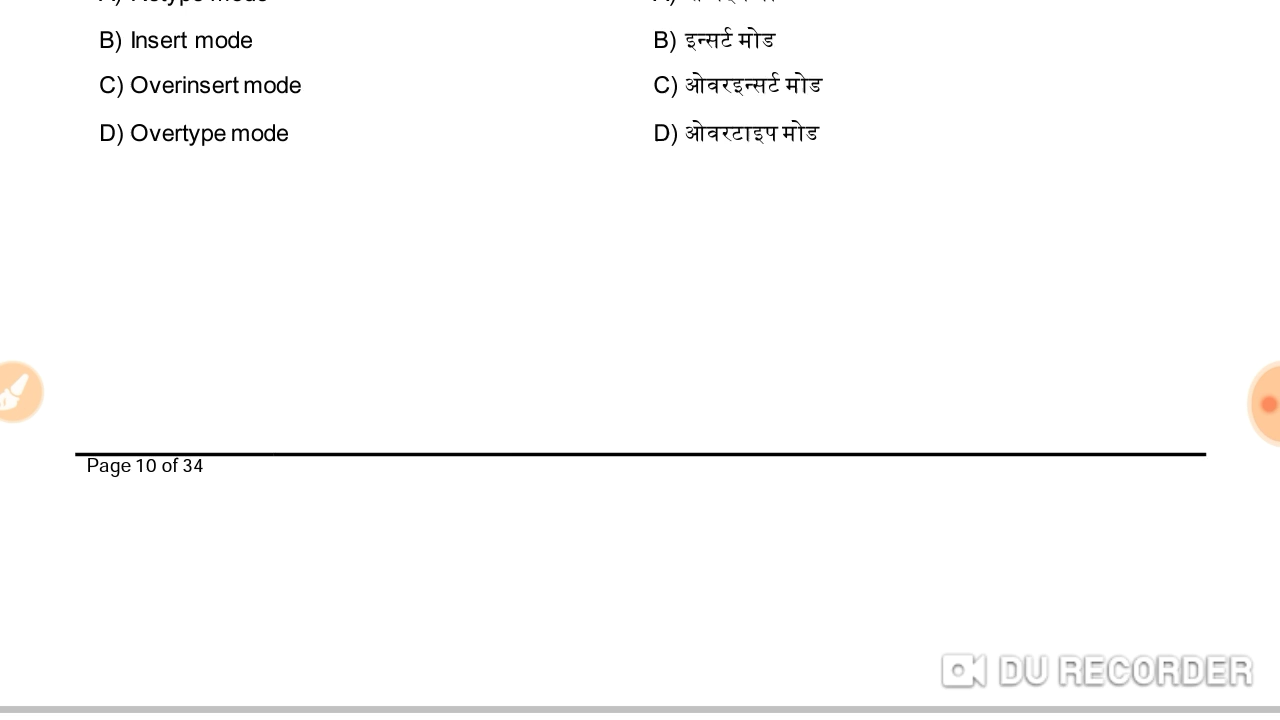 B) Insert mode
B) इन्सर्ट मोड
C) Overinsert mode
C) ओवरइन्सर्ट मोड
D) Overtype mode
D) ओवरटाइप मोड
Page 10 of 34
DU RECORDER